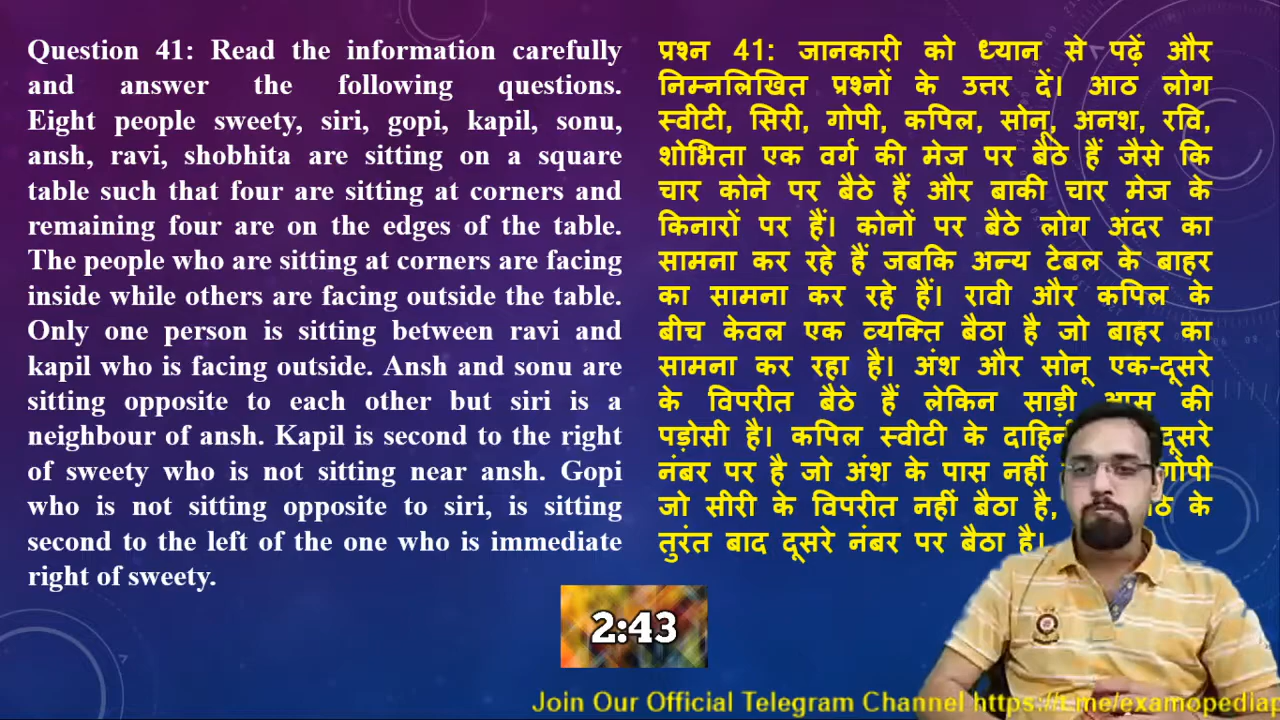 Question 41: Read the information carefully
and answer the following questions.
Eight people sweety, siri, gopi, kapil, sonu,
ansh, ravi, shobhita are sitting on a square
table such that four are sitting at corners and
remaining four are on the edges of the table.
The people who are sitting at corners are facing
inside while others are facing outside the table.
Only one person is sitting between ravi and
kapil who is facing outside. Ansh and sonu are
sitting opposite to each other but siri is a
neighbour of ansh. Kapil is second to the right
of sweety who is not sitting near ansh. Gopi
who is not sitting opposite to siri, is sitting
second to the left of the one who is immediate
right of sweety.
प्रश्न 41: जानकारी को ध्यान से पढ़ें और
निम्नलिखित प्रश्नों के उत्तर दें। आठ लोग
स्वीटी, सिरी, गोपी, कपिल, सोनू, अनश, रवि,
शोभिता एक वर्ग की मेज पर बैठे हैं जैसे कि
चार कोने पर बैठे हैं और बाकी चार मेज के
किनारों पर हैं। कोनों पर बैठे लोग अंदर का
सामना कर रहे हैं जबकि अन्य टेबल के बाहर
का सामना कर रहे हैं। रावी और कपिल के
बीच केवल एक व्यक्ति बैठा है जो बाहर का
सामना कर रहा है। अंश और सोनू एक-दूसरे
के विपरीत बैठे हैं लेकिन साड़ी आस की
पड़ोसी है। कपिल स्वीटी के दाहिनी दूसरे
नंबर पर है जो अंश के पास नहीं गोपी
जो सीरी के विपरीत नहीं बैठा है, के
तुरंत बाद दूसरे नंबर पर बैठा है।
2:43
Join Our Official Telegram Channel https://t.me/examopediap